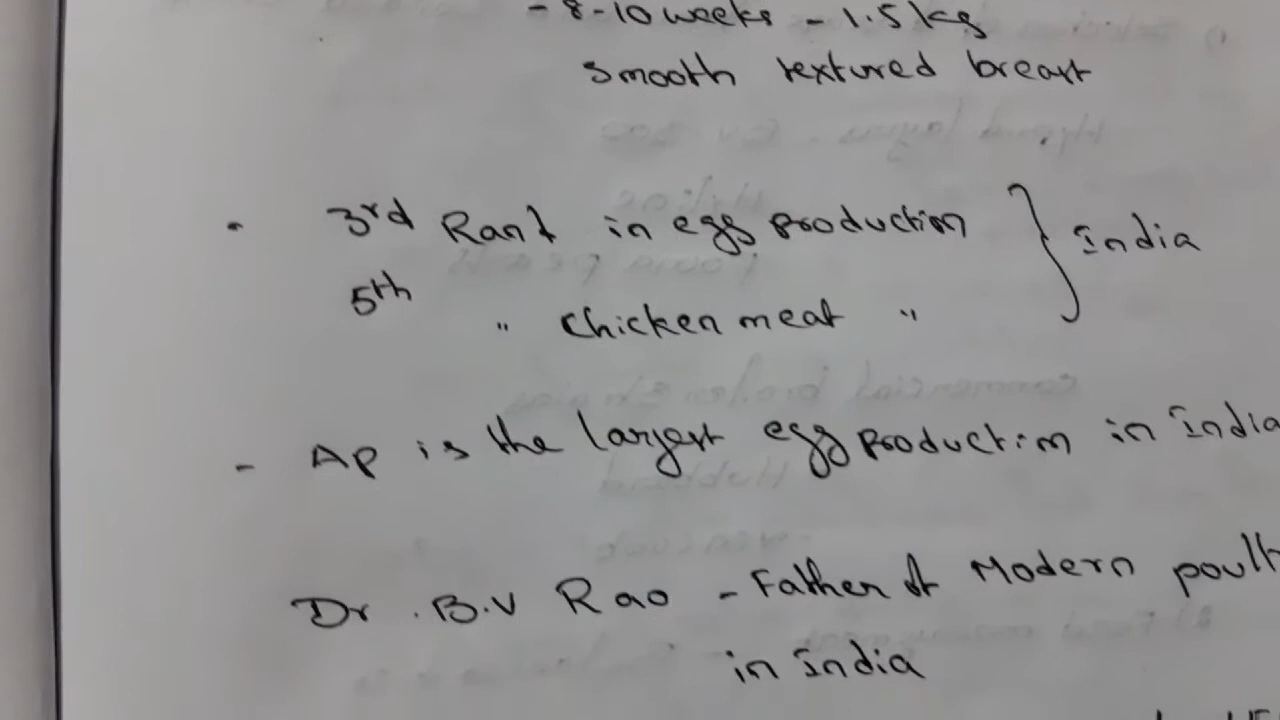 - 8-10 weeks - 1.5 kg
Smooth textured breast
3rd Rank in egg production } India
5th " chicken meat "
- AP is the largest egg production in India
Dr. B.V Rao - Father of Modern poult
in India